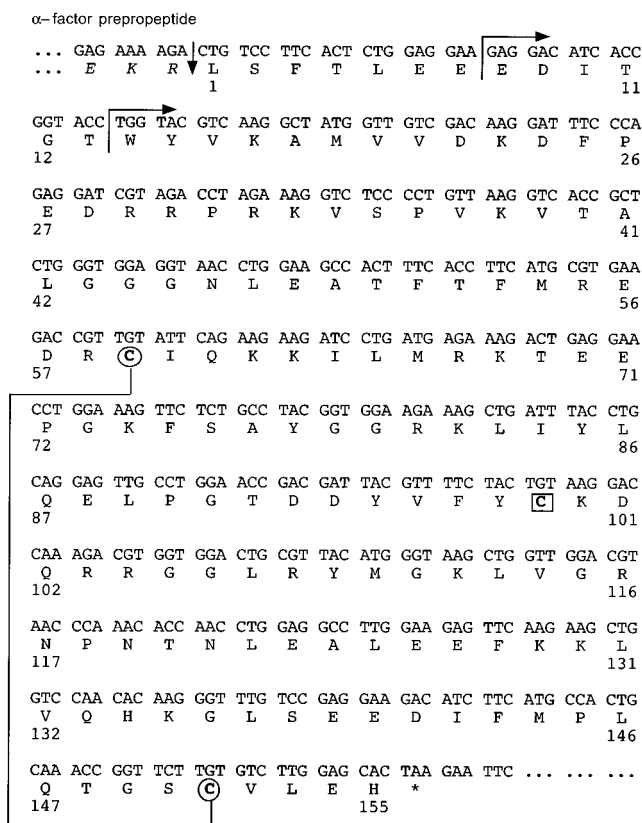 α–factor prepropeptide
... GAG AAA AGA CTG TCC TTC ACT CTG GAG GAA GAG GAC ATC ACC
... E K R L S F T L E E E D I T
1 11
GGT ACC TGG TAC GTC AAG GCT ATG GTT GTC GAC AAG GAT TTC CCA
G T W Y V K A M V V D K D F P
12 26
GAG GAT CGT AGA CCT AGA AAG GTC TCC CCT GTT AAG GTC ACC GCT
E D R R P R K V S P V K V T A
27 41
CTG GGT GGA GGT AAC CTG GAA GCC ACT TTC ACC TTC ATG CGT GAA
L G G G N L E A T F T F M R E
42 56
GAC CGT TGT ATT CAG AAG AAG ATC CTG ATG AGA AAG ACT GAG GAA
D R C I Q K K I L M R K T E E
57 71
CCT GGA AAG TTC TCT GCC TAC GGT GGA AGA AAG CTG ATT TAC CTG
P G K F S A Y G G R K L I Y L
72 86
CAG GAG TTG CCT GGA ACC GAC GAT TAC GTT TTC TAC TGT AAG GAC
Q E L P G T D D Y V F Y C K D
87 101
CAA AGA CGT GGT GGA CTG CGT TAC ATG GGT AAG CTG GTT GGA CGT
Q R R G G L R Y M G K L V G R
102 116
AAC CCA AAC ACC AAC CTG GAG GCC TTG GAA GAG TTC AAG AAG CTG
N P N T N L E A L E E F K K L
117 131
GTC CAA CAC AAG GGT TTG TCC GAG GAA GAC ATC TTC ATG CCA CTG
V Q H K G L S E E D I F M P L
132 146
CAA ACC GGT TCT TGT GTC TTG GAG CAC TAA GAA TTC ... ... ...
Q T G S C V L E H *
147 155